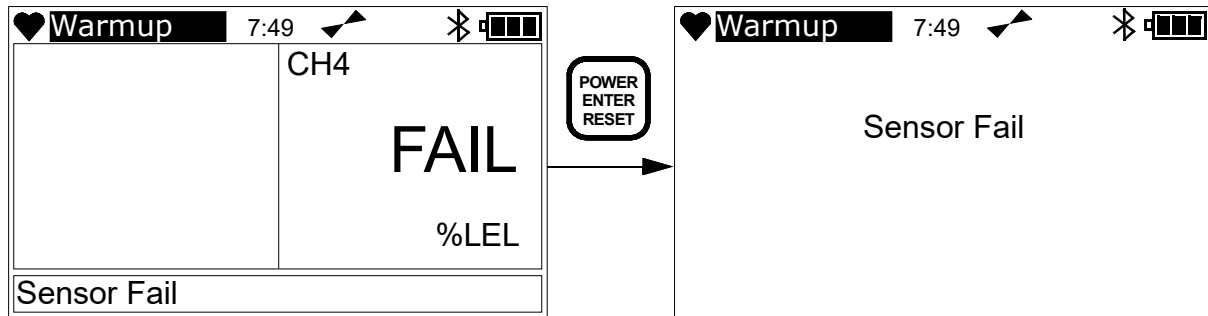 Warmup 7:49
CH4
FAIL
%LEL
Sensor Fail
POWER
ENTER
RESET
Warmup 7:49
Sensor Fail